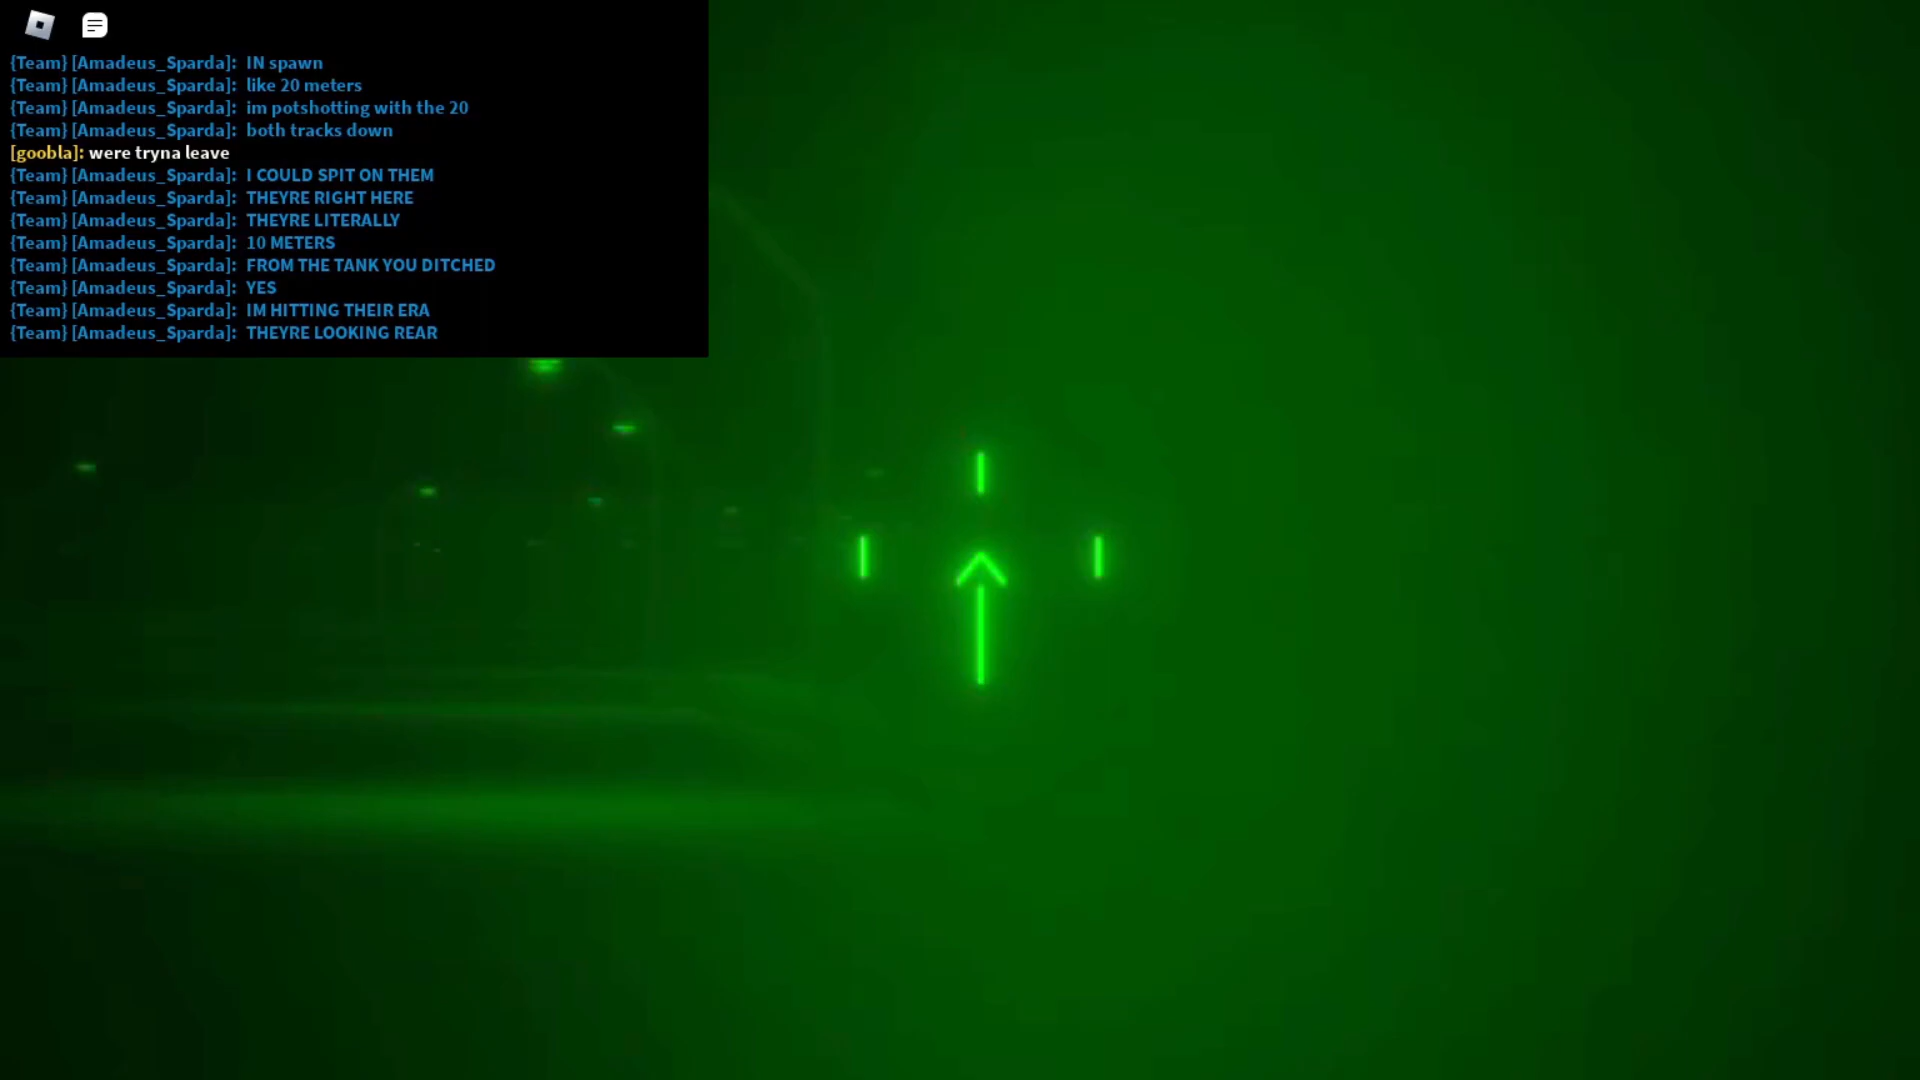 {Team} [Amadeus_Sparda]: IN spawn
{Team} [Amadeus_Sparda]: like 20 meters
{Team} [Amadeus_Sparda]: im potshotting with the 20
{Team} [Amadeus_Sparda]: both tracks down
[goobla]: were tryna leave
{Team} [Amadeus_Sparda]: I COULD SPIT ON THEM
{Team} [Amadeus_Sparda]: THEYRE RIGHT HERE
{Team} [Amadeus_Sparda]: THEYRE LITERALLY
{Team} [Amadeus_Sparda]: 10 METERS
{Team} [Amadeus_Sparda]: FROM THE TANK YOU DITCHED
{Team} [Amadeus_Sparda]: YES
{Team} [Amadeus_Sparda]: IM HITTING THEIR ERA
{Team} [Amadeus_Sparda]: THEYRE LOOKING REAR